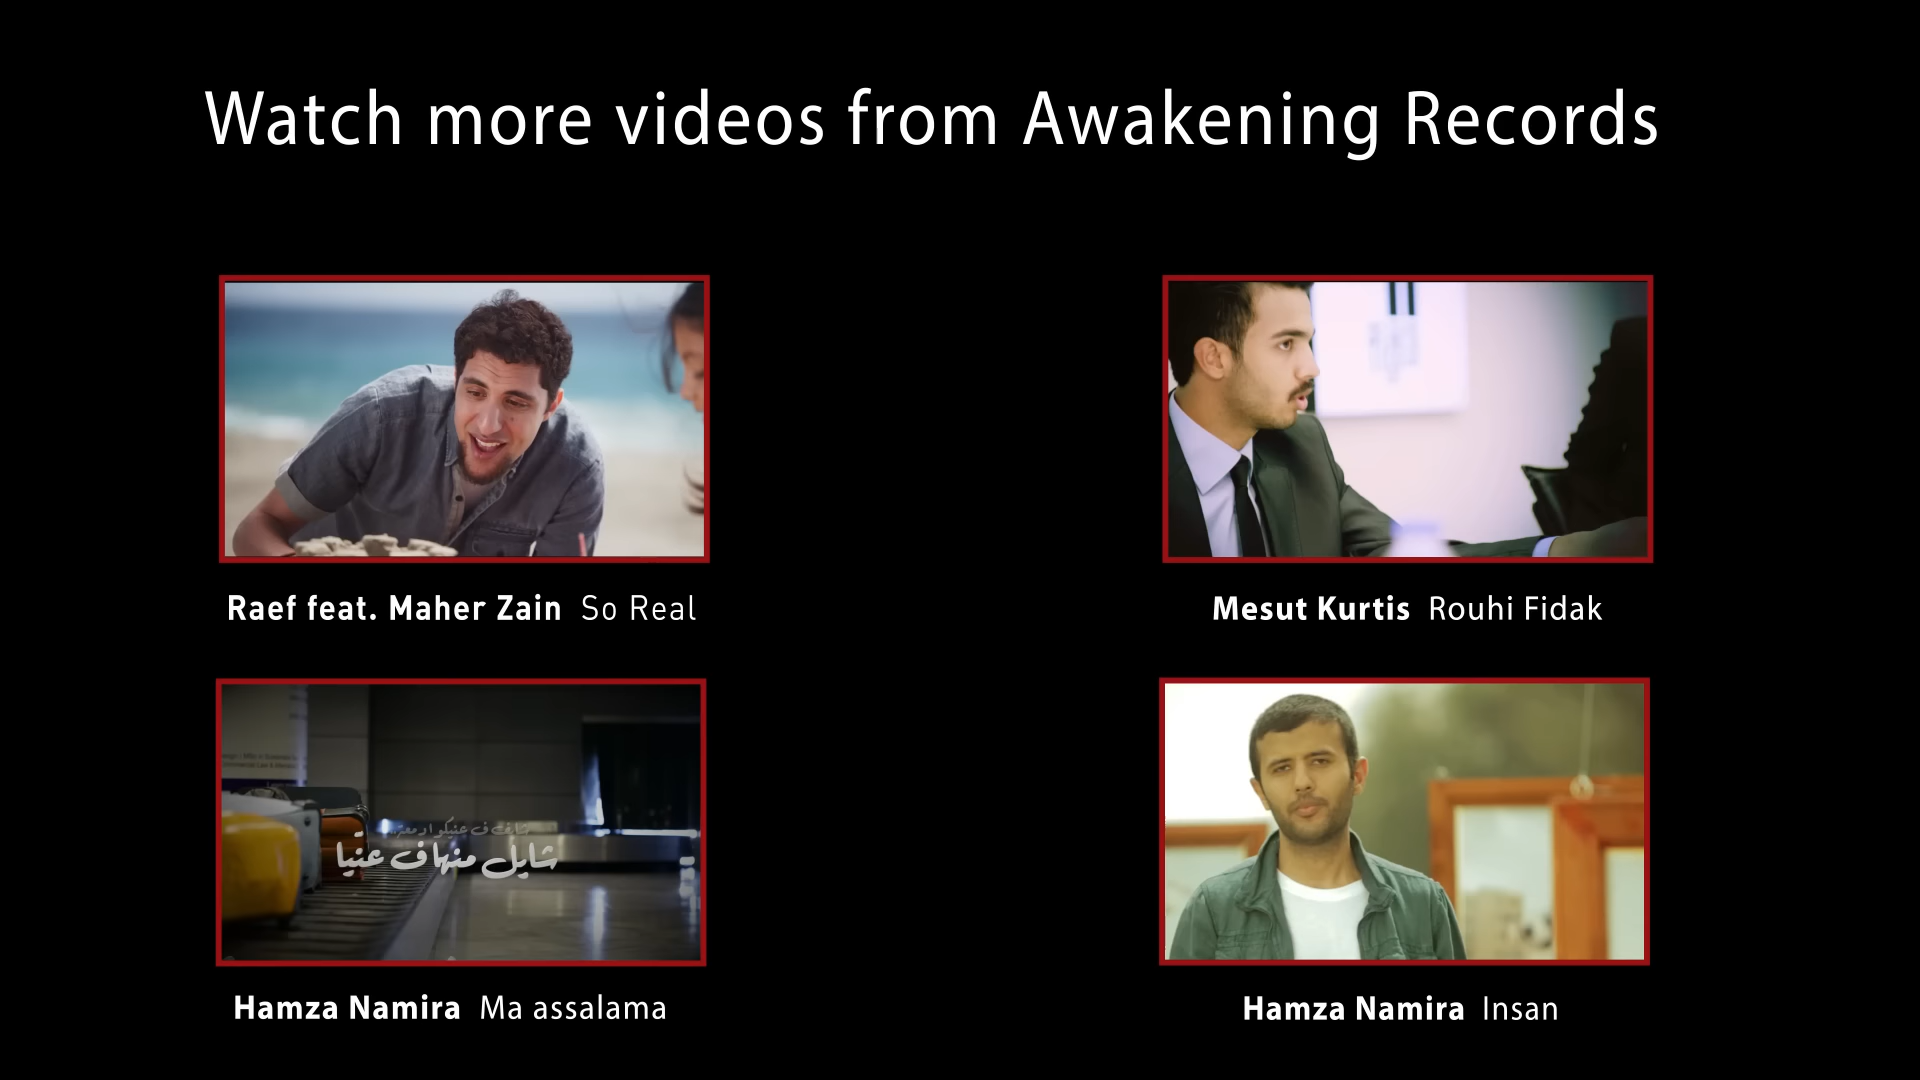 Watch more videos from Awakening Records
Raef feat. Maher Zain So Real
Mesut Kurtis Rouhi Fidak
شايل منهاف عنيا
Hamza Namira Ma assalama
Hamza Namira Insan